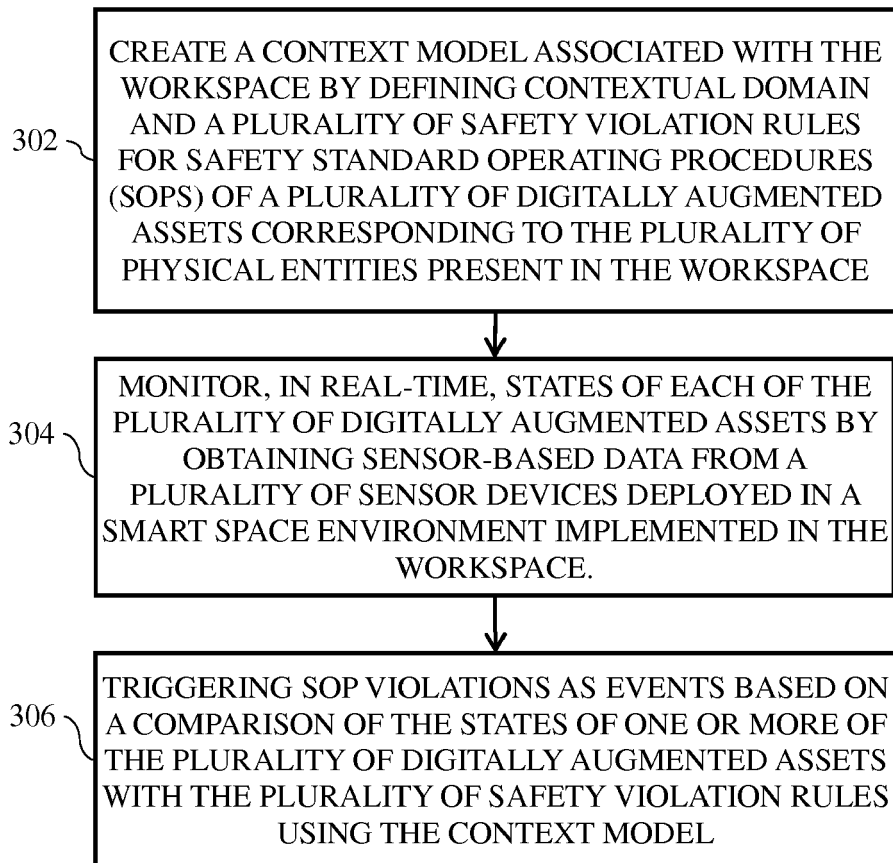 CREATE A CONTEXT MODEL ASSOCIATED WITH THE
WORKSPACE BY DEFINING CONTEXTUAL DOMAIN
AND A PLURALITY OF SAFETY VIOLATION RULES
302
FOR SAFETY STANDARD OPERATING PROCEDURES
(SOPS) OF A PLURALITY OF DIGITALLY AUGMENTED
ASSETS CORRESPONDING TO THE PLURALITY OF
PHYSICAL ENTITIES PRESENT IN THE WORKSPACE
MONITOR, IN REAL-TIME, STATES OF EACH OF THE
PLURALITY OF DIGITALLY AUGMENTED ASSETS BY
304
OBTAINING SENSOR-BASED DATA FROM A
PLURALITY OF SENSOR DEVICES DEPLOYED IN A
SMART SPACE ENVIRONMENT IMPLEMENTED IN THE
WORKSPACE.
TRIGGERING SOP VIOLATIONS AS EVENTS BASED ON
306
A COMPARISON OF THE STATES OF ONE OR MORE OF
THE PLURALITY OF DIGITALLY AUGMENTED ASSETS
WITH THE PLURALITY OF SAFETY VIOLATION RULES
USING THE CONTEXT MODEL